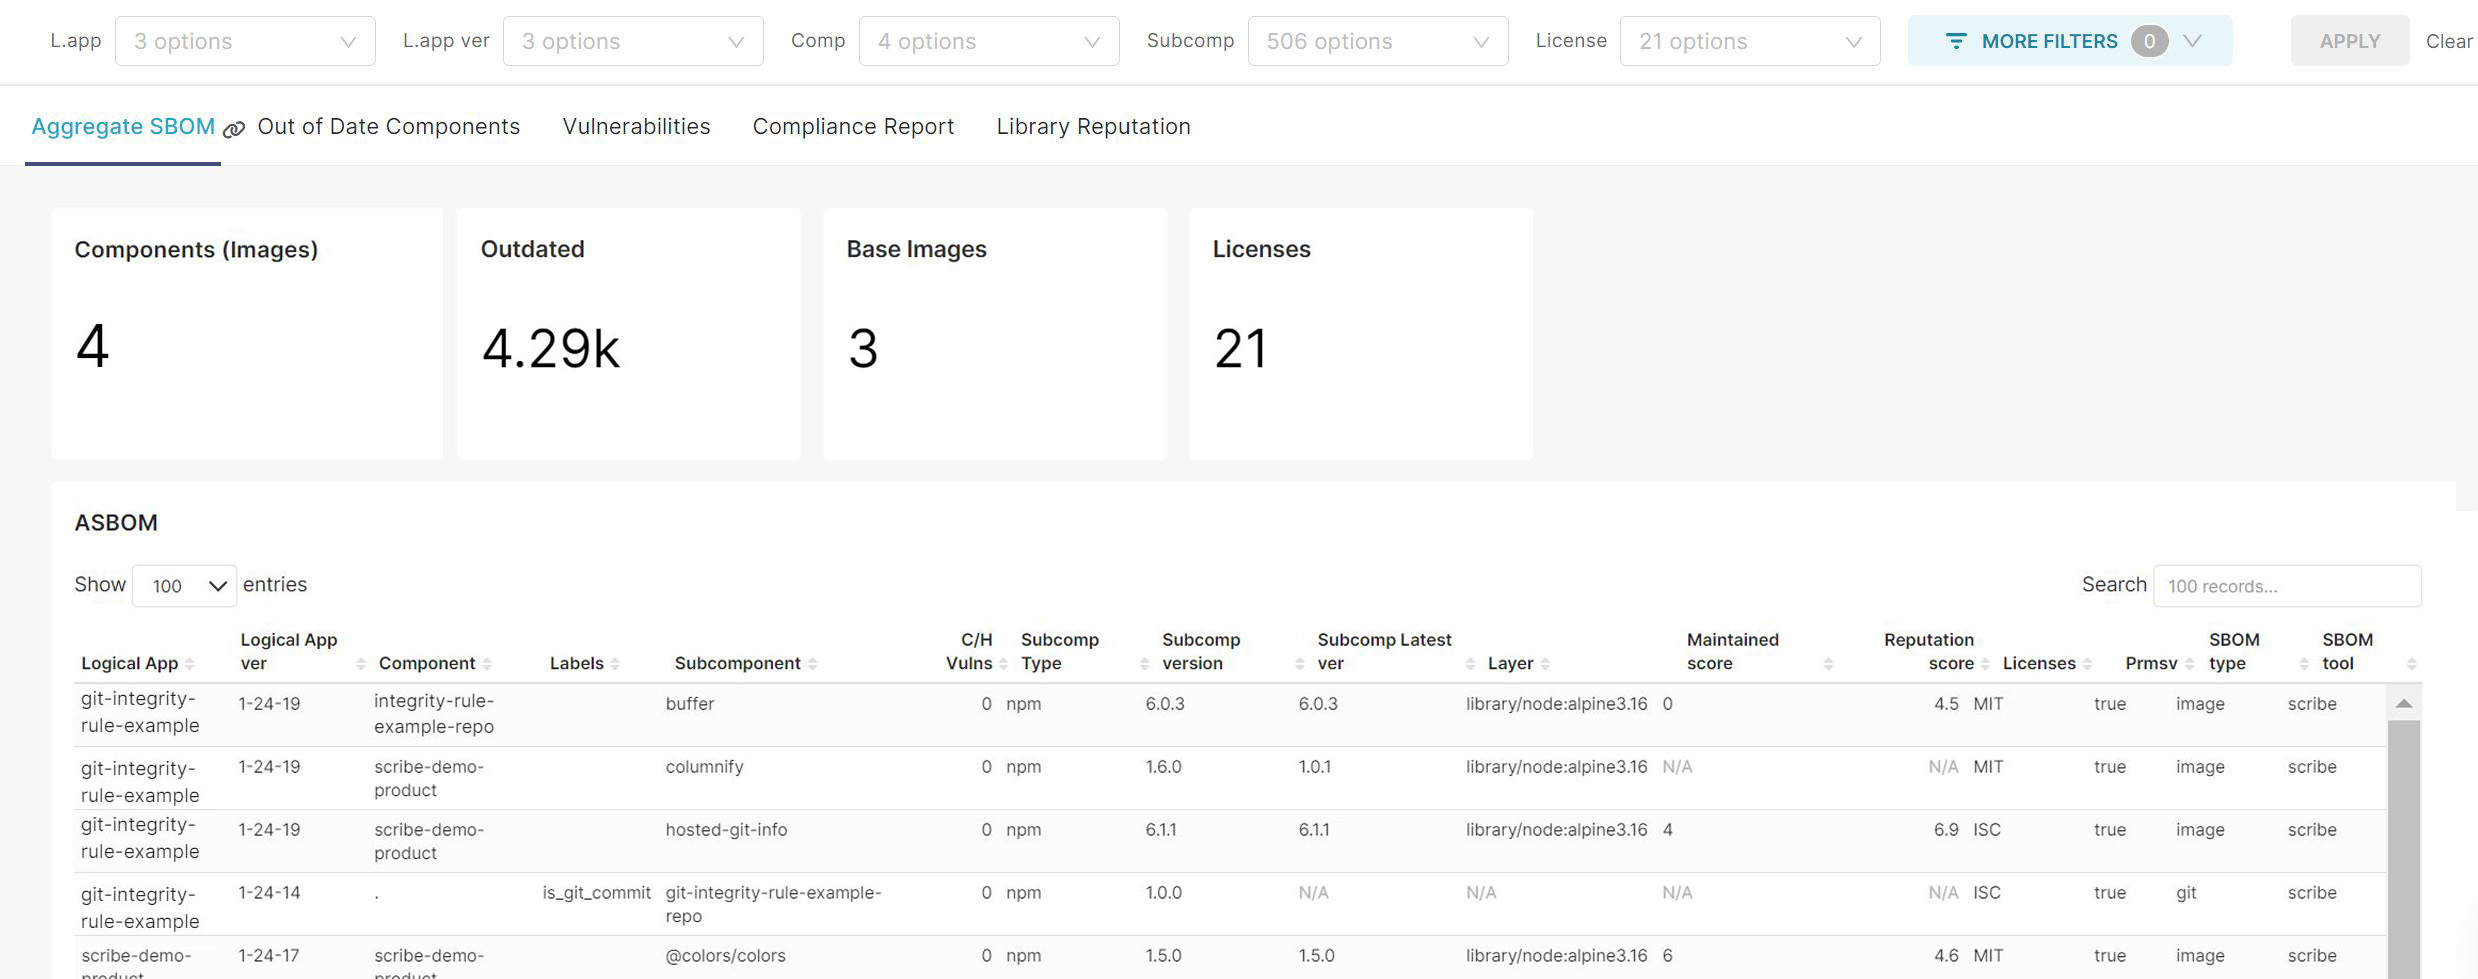 L.app 3 options L.app ver 3 options Comp 4 options Subcomp 506 options License 21 options MORE FILTERS 0 APPLY Clear
Aggregate SBOM Out of Date Components Vulnerabilities Compliance Report Library Reputation
Components (Images) Outdated Base Images Licenses
4 4.29k 3 21
ASBOM
Show 100 entries Search 100 records...
Logical App Logical App ver Component Labels Subcomponent C/H Vulns Subcomp Type Subcomp version Subcomp Latest ver Layer Maintained score Reputation score Licenses Prmsv SBOM type SBOM tool
git-integrity-rule-example 1-24-19 integrity-rule-example-repo buffer 0 npm 6.0.3 6.0.3 library/node:alpine3.16 0 4.5 MIT true image scribe
git-integrity-rule-example 1-24-19 scribe-demo-product columnify 0 npm 1.6.0 1.0.1 library/node:alpine3.16 N/A N/A MIT true image scribe
git-integrity-rule-example 1-24-19 scribe-demo-product hosted-git-info 0 npm 6.1.1 6.1.1 library/node:alpine3.16 4 6.9 ISC true image scribe
git-integrity-rule-example 1-24-14 . is_git_commit git-integrity-rule-example-repo 0 npm 1.0.0 N/A N/A N/A N/A ISC true git scribe
scribe-demo-product 1-24-17 scribe-demo-product @colors/colors 0 npm 1.5.0 1.5.0 library/node:alpine3.16 6 4.6 MIT true image scribe